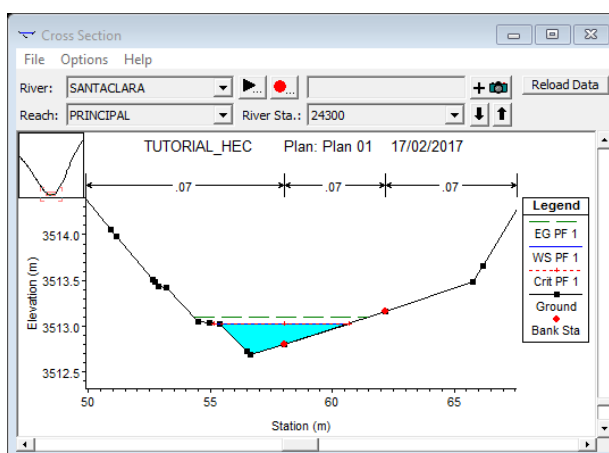 Cross Section
File Options Help
River: SANTACLARA + Reload Data
Reach: PRINCIPAL River Sta.: 24300
TUTORIAL_HEC Plan: Plan 01 17/02/2017
.07 .07 .07
Legend
EG PF 1
WS PF 1
Crit PF 1
Ground
Bank Sta
3514.0
3513.5
3513.0
3512.5
Elevation (m)
50 55 60 65
Station (m)